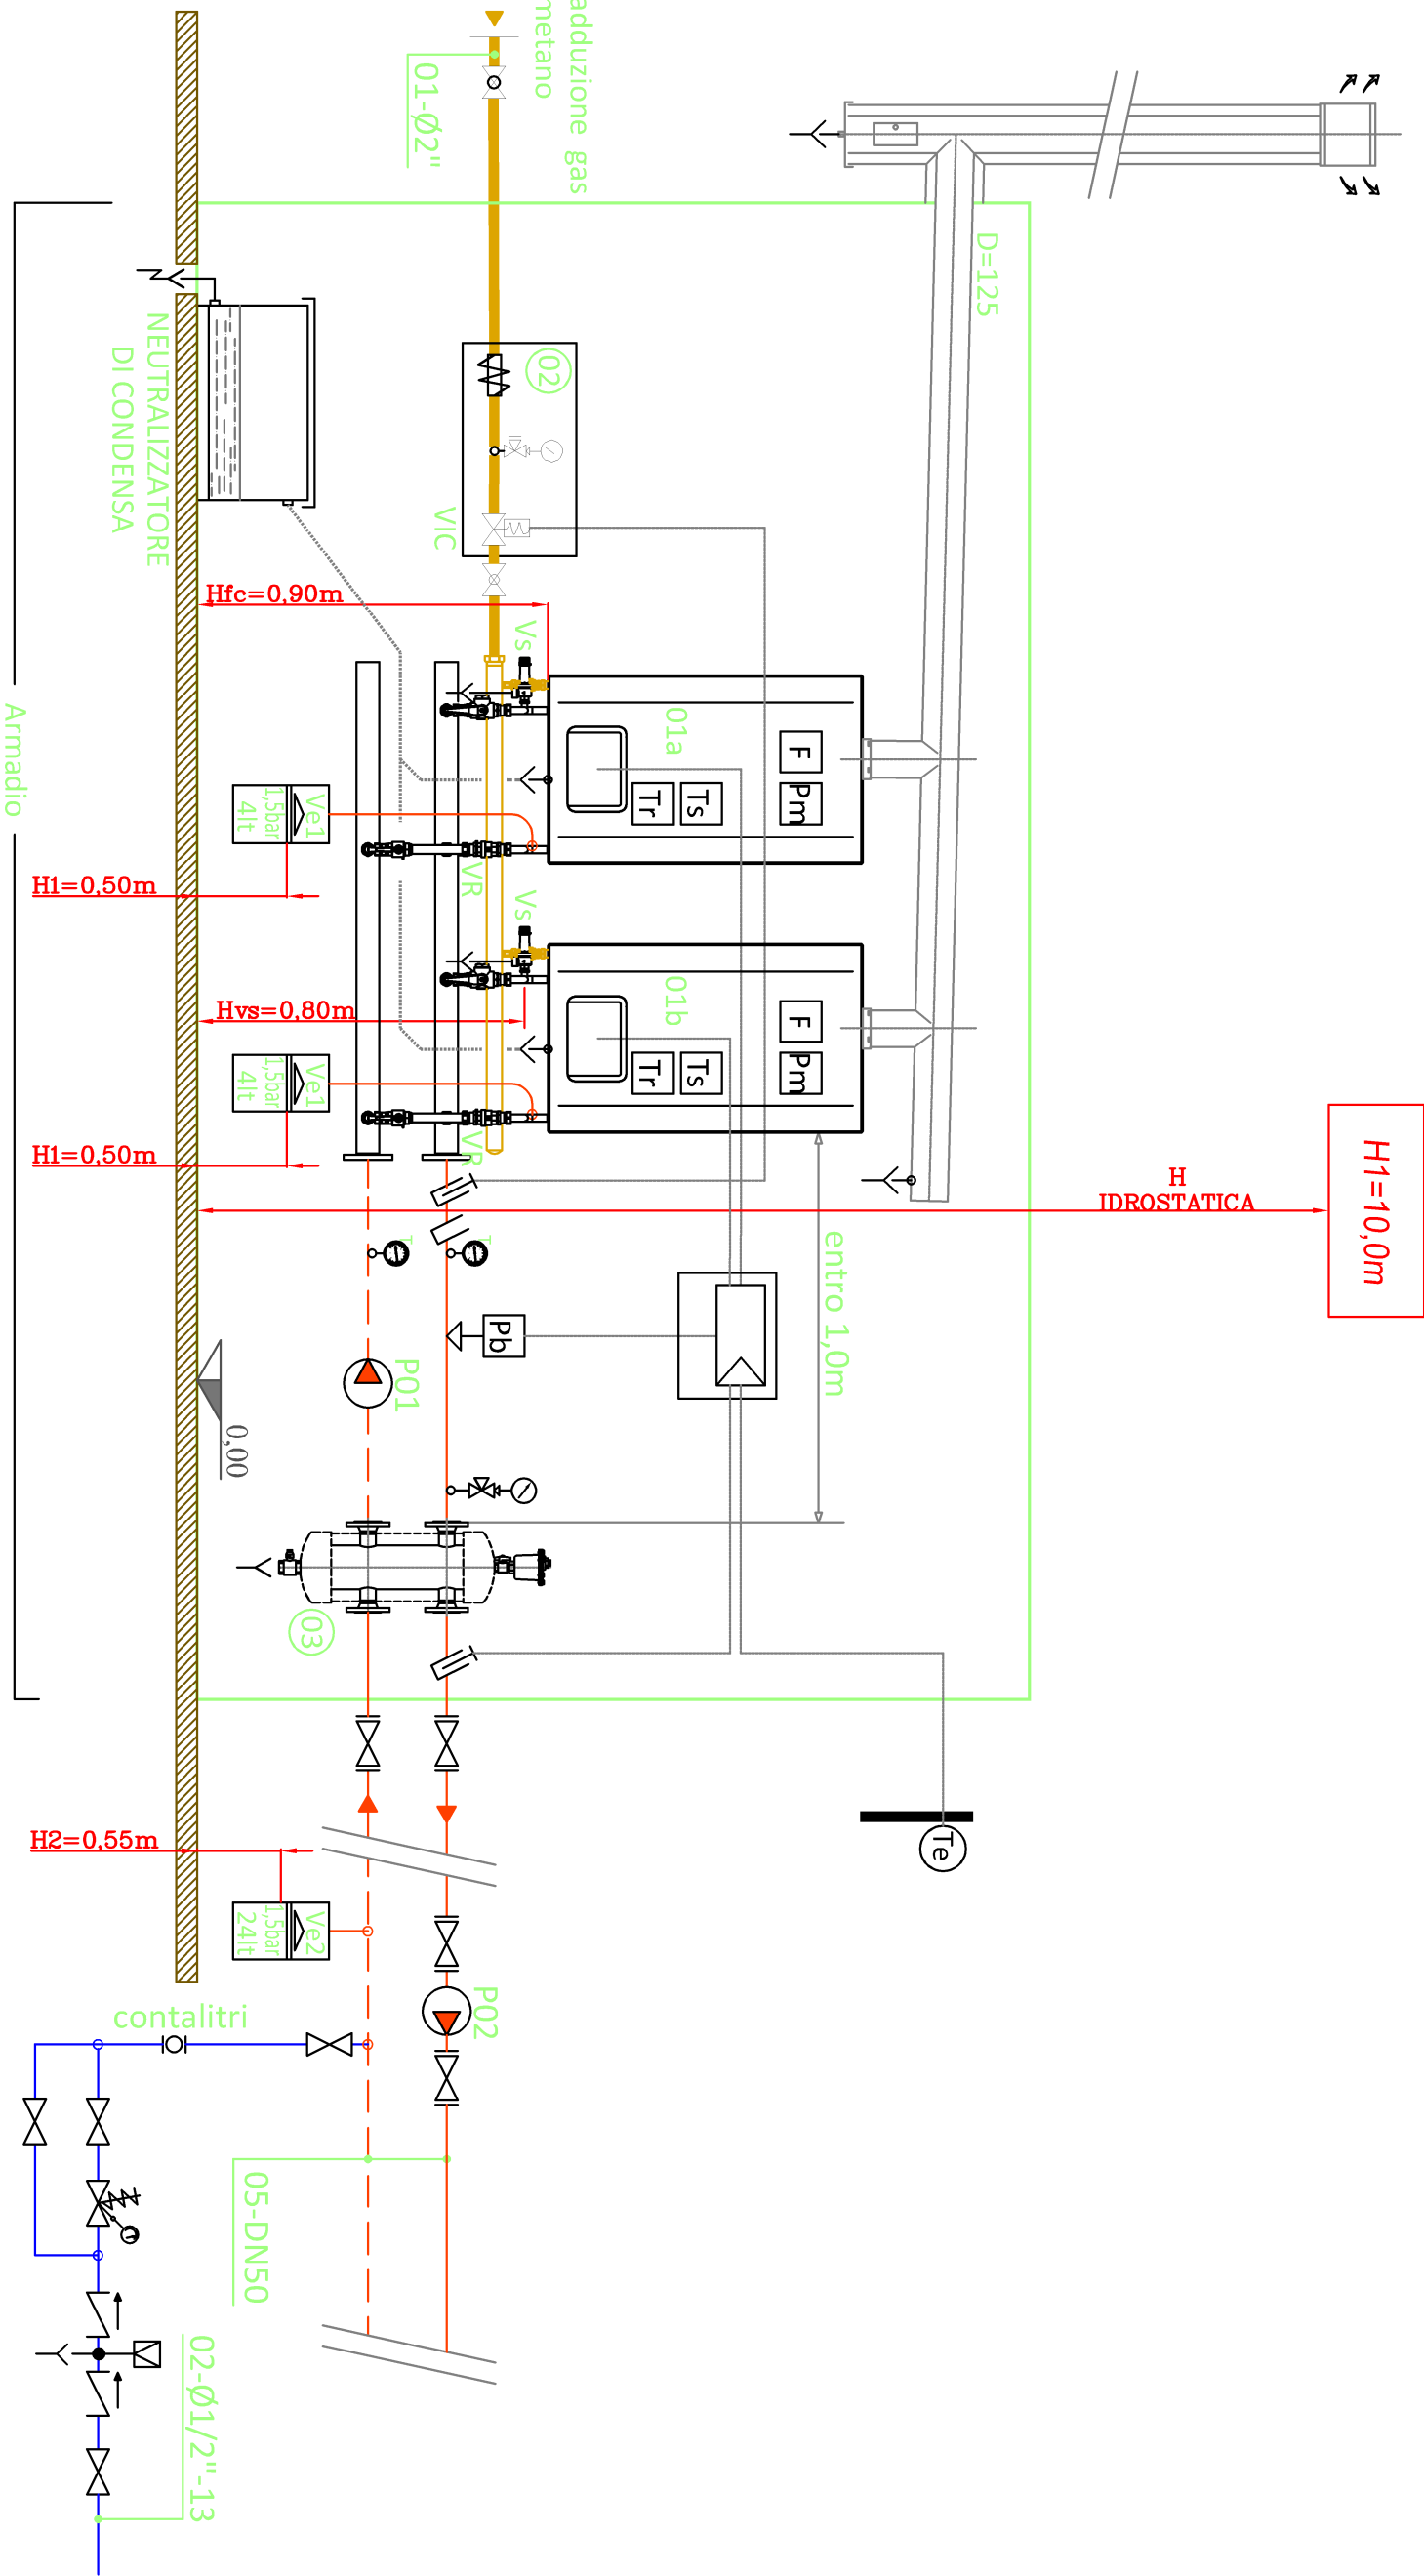 adduzione gas
metano
01-Ø2"
D=125
NEUTRALIZZATORE
DI CONDENSA
02
VIC
Hfc=0,90m
Armadio
Vs
01a
F
Pm
Ts
Tr
Ve1
1,5bar
4lt
VR
H1=0,50m
Vs
01b
F
Pm
Ts
Tr
Hvs=0,80m
Ve1
1,5bar
4lt
VR
H1=0,50m
H
IDROSTATICA
H1=10,0m
entro 1,0m
T
T
Pb
P01
0,00
03
Te
H2=0,55m
Ve2
1,5bar
24lt
P02
contalitri
05-DN50
02-Ø1/2"-13